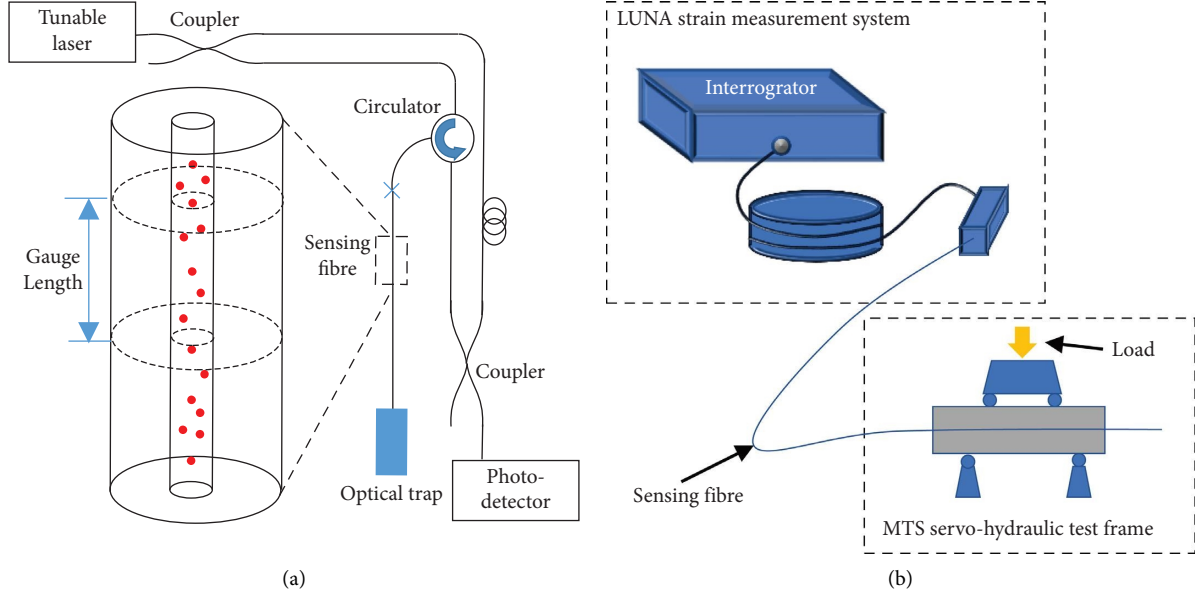 Tunable
laser
Coupler
Circulator
Gauge
Length
Sensing
fibre
Coupler
Optical trap
Photo-
detector
(a)
LUNA strain measurement system
Interrogrator
Load
Sensing fibre
MTS servo-hydraulic test frame
(b)